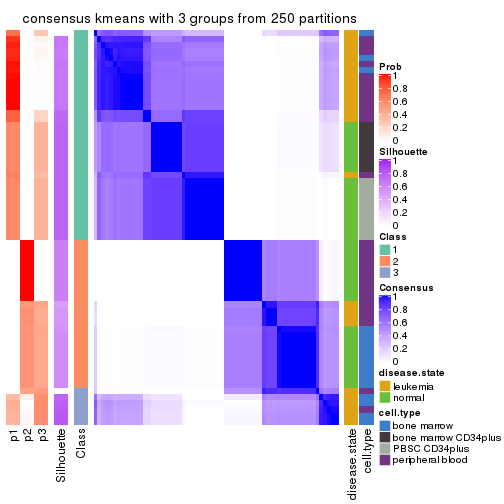 consensus kmeans with 3 groups from 250 partitions
Prob
1
0.8
0.6
0.4
0.2
0
Silhouette
1
0.8
0.6
0.4
0.2
0
Class
1
2
3
Consensus
1
0.8
0.6
0.4
0.2
0
disease.state
leukemia
normal
cell.type
bone marrow
bone marrow CD34plus
PBSC CD34plus
peripheral blood
p1
p2
p3
Silhouette
Class
disease.state
cell.type